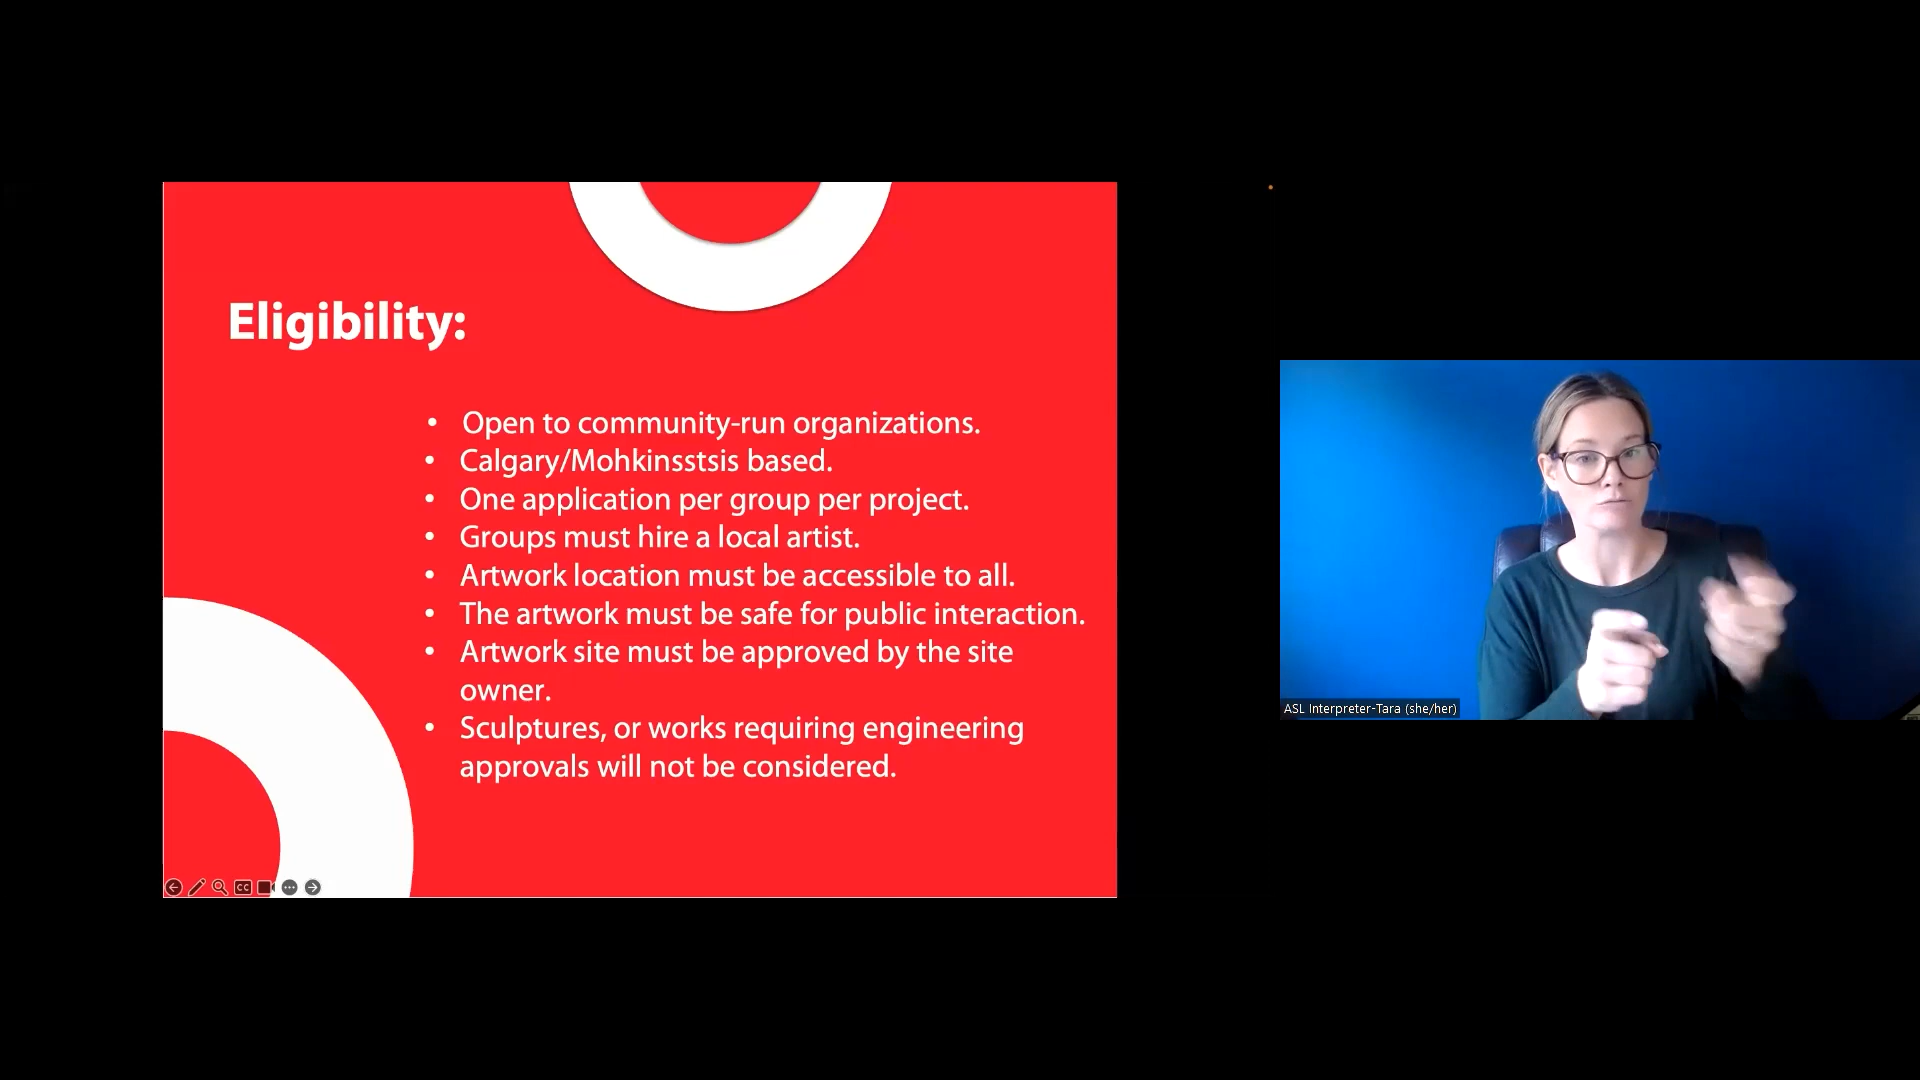 Eligibility:
• Open to community-run organizations.
• Calgary/Mohkinsstsis based.
• One application per group per project.
• Groups must hire a local artist.
• Artwork location must be accessible to all.
• The artwork must be safe for public interaction.
• Artwork site must be approved by the site
owner.
• Sculptures, or works requiring engineering
approvals will not be considered.
CC
ASL Interpreter-Tara (she/her)